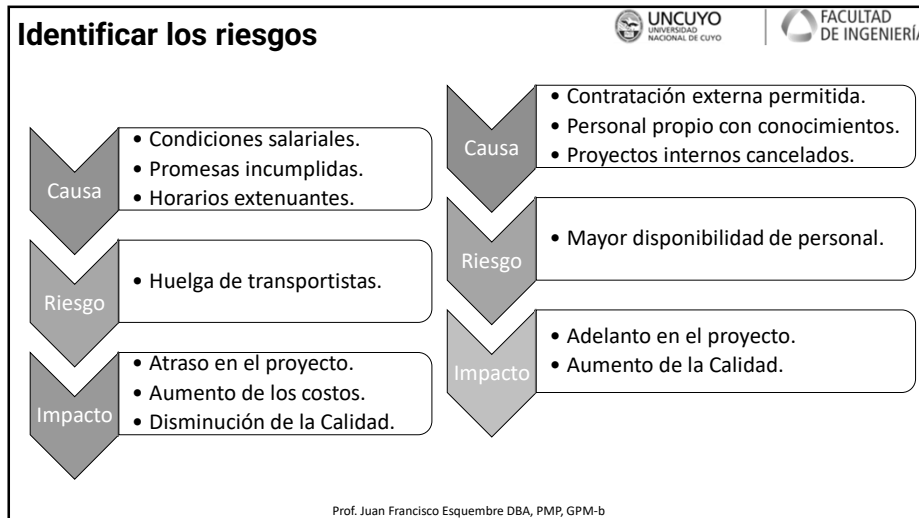 Identificar los riesgos
UNCUYO
UNIVERSIDAD
NACIONAL DE CUYO
FACULTAD
DE INGENIERÍA
Causa
• Condiciones salariales.
• Promesas incumplidas.
• Horarios extenuantes.
Riesgo
• Huelga de transportistas.
Impacto
• Atraso en el proyecto.
• Aumento de los costos.
• Disminución de la Calidad.
Causa
• Contratación externa permitida.
• Personal propio con conocimientos.
• Proyectos internos cancelados.
Riesgo
• Mayor disponibilidad de personal.
Impacto
• Adelanto en el proyecto.
• Aumento de la Calidad.
Prof. Juan Francisco Esquembre DBA, PMP, GPM-b